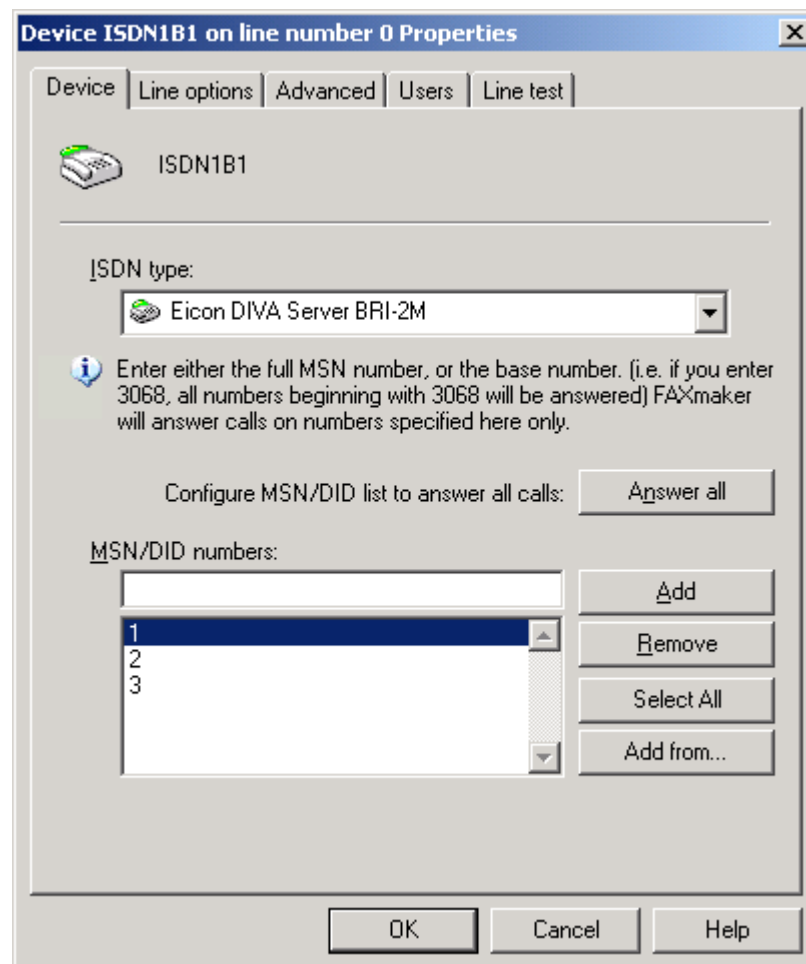 Device ISDN1B1 on line number 0 Properties
Device Line options Advanced Users Line test
ISDN1B1
ISDN type:
Eicon DIVA Server BRI-2M
Enter either the full MSN number, or the base number. (i.e. if you enter
3068, all numbers beginning with 3068 will be answered) FAXmaker
will answer calls on numbers specified here only.
Configure MSN/DID list to answer all calls: Answer all
MSN/DID numbers:
Add
1
2
3
Remove
Select All
Add from...
OK Cancel Help